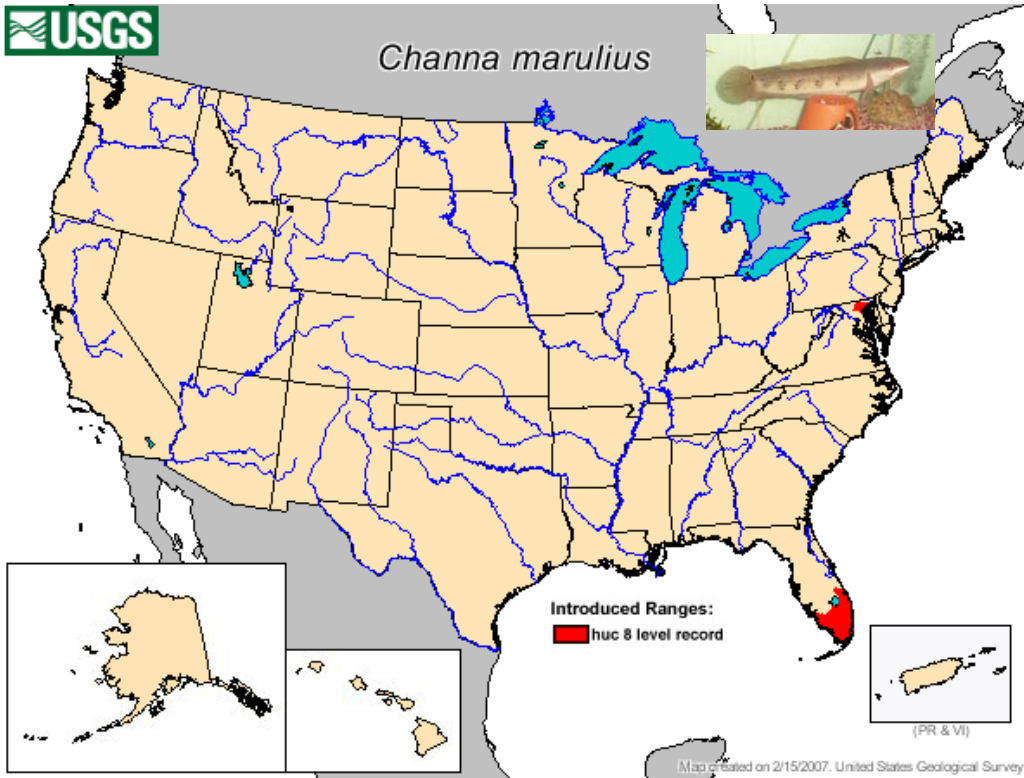 USGS
Channa marulius
Introduced Ranges:
huc 8 level record
(PR & VI)
Map created on 2/15/2007. United States Geological Survey